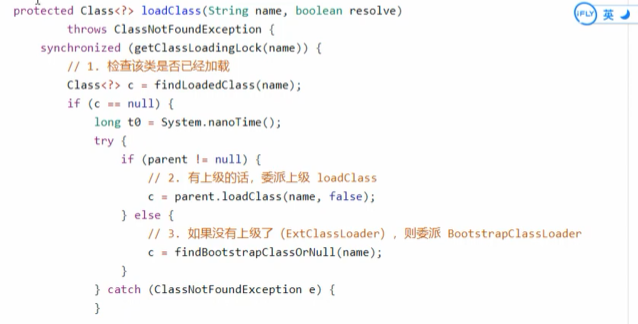 protected Class<?> loadClass(String name, boolean resolve)
        throws ClassNotFoundException {
    synchronized (getClassLoadingLock(name)) {
        // 1. 检查该类是否已经加载
        Class<?> c = findLoadedClass(name);
        if (c == null) {
            long t0 = System.nanoTime();
            try {
                if (parent != null) {
                    // 2. 有上级的话，委派上级 loadClass
                    c = parent.loadClass(name, false);
                } else {
                    // 3. 如果没有上级了（ExtClassLoader），则委派 BootstrapClassLoader
                    c = findBootstrapClassOrNull(name);
                }
            } catch (ClassNotFoundException e) {
            }
iFLY 英